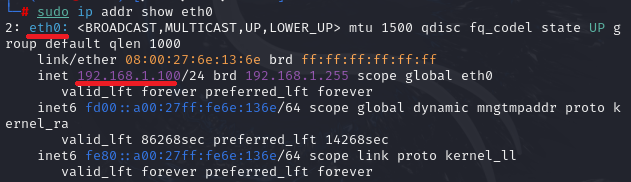 └─# sudo ip addr show eth0
2: eth0: <BROADCAST,MULTICAST,UP,LOWER_UP> mtu 1500 qdisc fq_codel state UP g
roup default qlen 1000
link/ether 08:00:27:6e:13:6e brd ff:ff:ff:ff:ff:ff
inet 192.168.1.100/24 brd 192.168.1.255 scope global eth0
valid_lft forever preferred_lft forever
inet6 fd00::a00:27ff:fe6e:136e/64 scope global dynamic mngtmpaddr proto k
ernel_ra
valid_lft 86268sec preferred_lft 14268sec
inet6 fe80::a00:27ff:fe6e:136e/64 scope link proto kernel_ll
valid_lft forever preferred_lft forever